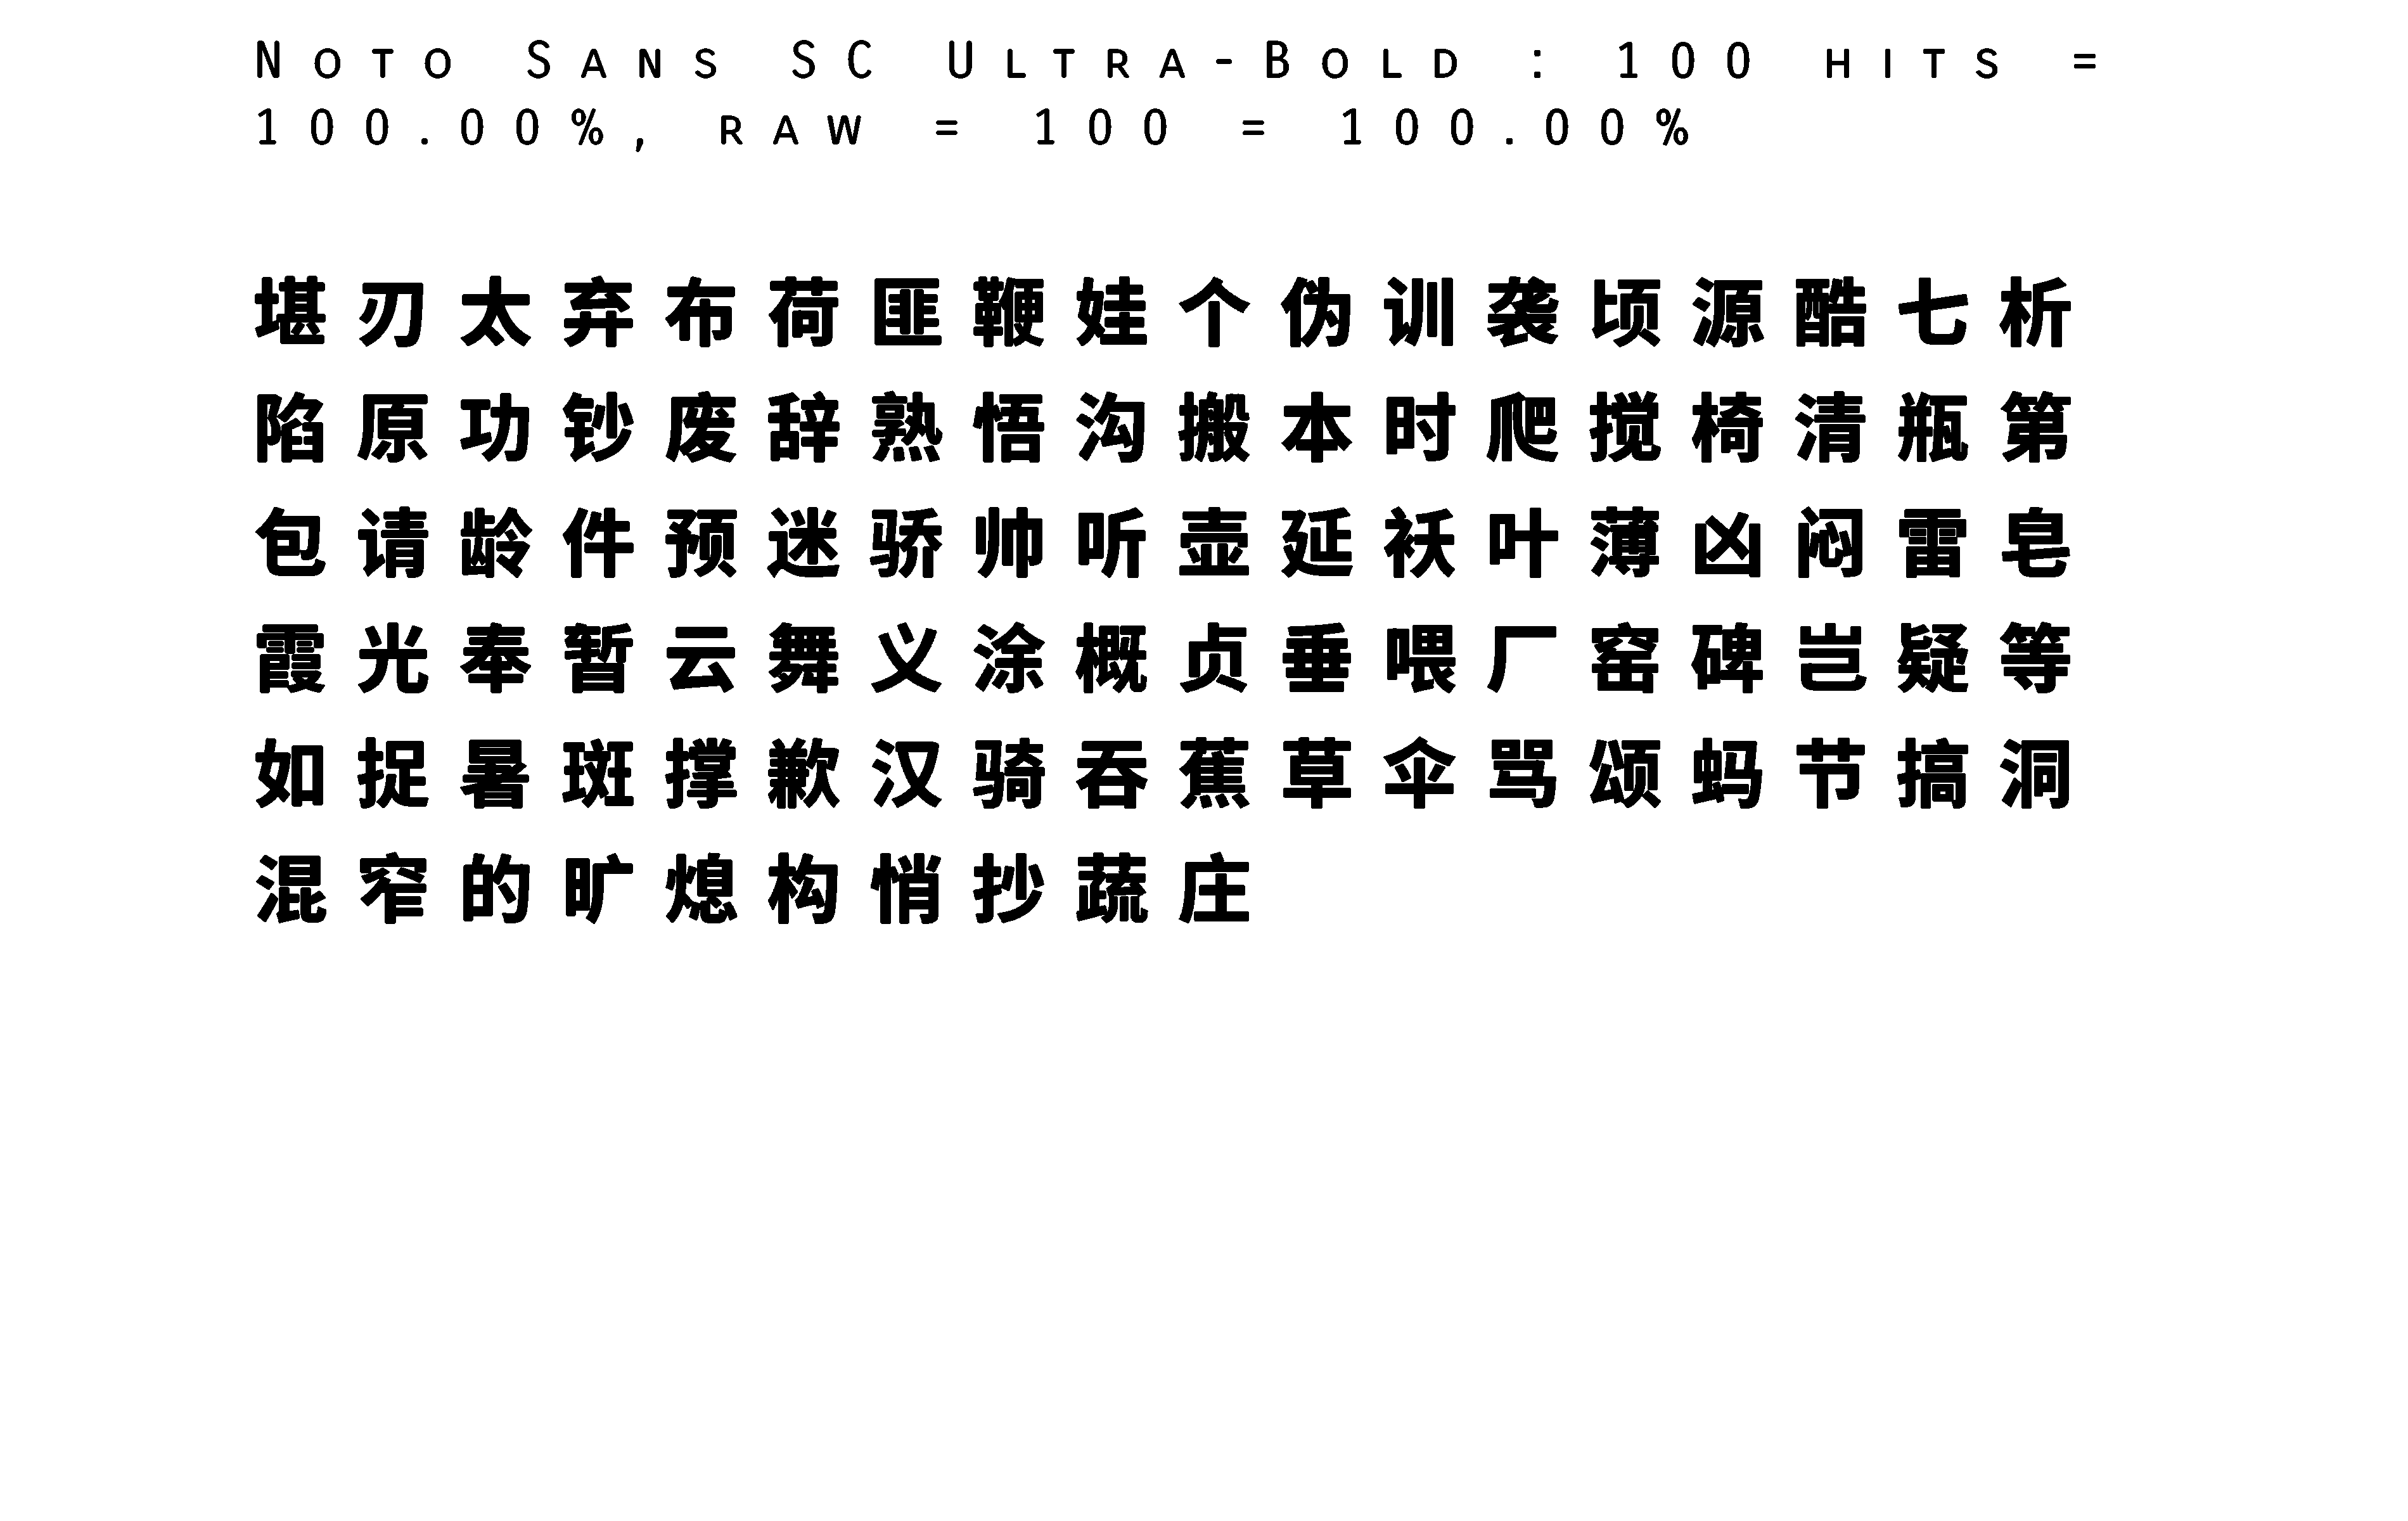 Noto Sans SC Ultra-Bold : 100 hits =
100.00%, raw = 100 = 100.00%
堪刃太弃布荷匪鞭娃个伪训袭顷源酷七析
陷原功钞废辞熟悟沟搬本时爬搅椅清瓶第
包请龄件预迷骄帅听壶延袄叶薄凶闷雷皂
霞光奉暂云舞义涂概贞垂喂厂窑碑岂疑等
如捉暑斑撑歉汉骑吞蕉草伞骂颂蚂节搞洞
混窄的旷熄构悄抄蔬庄